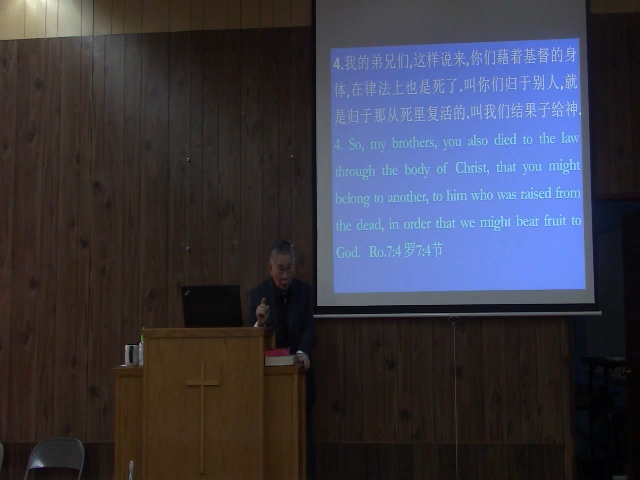 4.我的弟兄们,这样说来,你们藉着基督的身
体,在律法上也是死了.叫你们归于别人,就
是归于那从死里复活的.叫我们结果子给神.
4. So, my brothers, you also died to the law
through the body of Christ, that you might
belong to another, to him who was raised from
the dead, in order that we might bear fruit to
God. Ro.7:4 罗7:4节